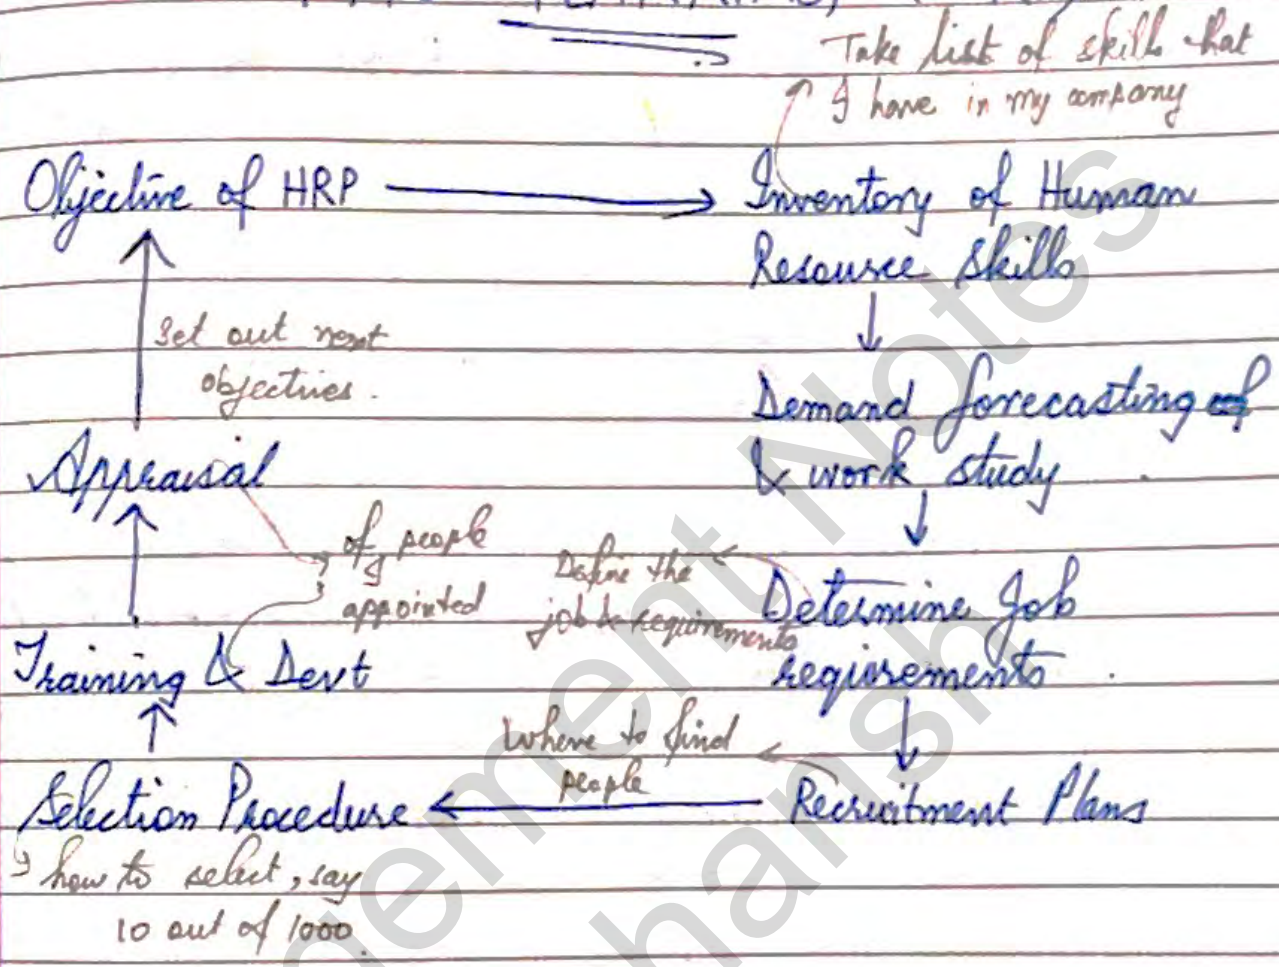 Take list of skills that
I have in my company
Objective of HRP → Inventory of Human
Resource Skills
Set out next
objectives.
Demand forecasting of
& work study
Appraisal
of people
appointed
Define the
job & requirements
Determine Job
requirements
Training & Devt
Where to find
people
Selection Procedure ← Recruitment Plans
how to select, say
10 out of 1000.